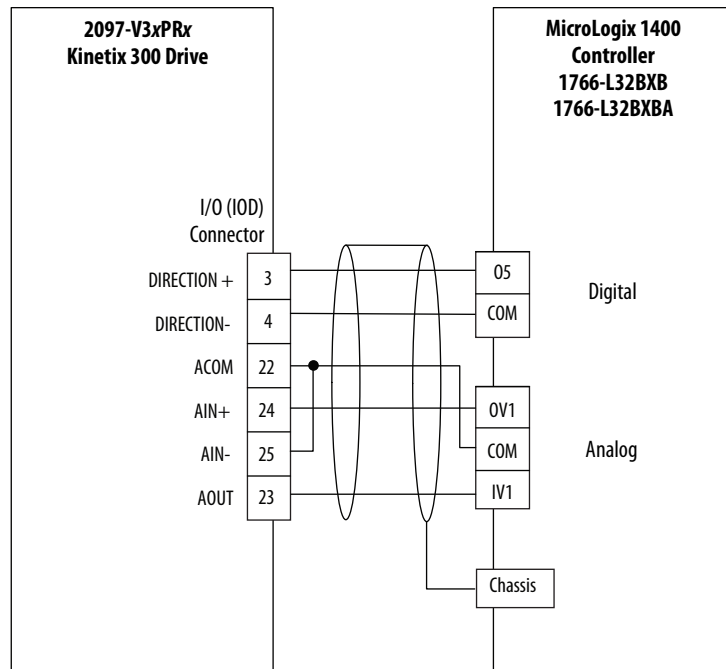 2097-V3xPRx
Kinetix 300 Drive
MicroLogix 1400
Controller
1766-L32BXB
1766-L32BXBA
I/O (IOD)
Connector
DIRECTION + 3
O5
Digital
DIRECTION- 4
COM
ACOM 22
AIN+ 24
OV1
AIN- 25
COM
Analog
AOUT 23
IV1
Chassis